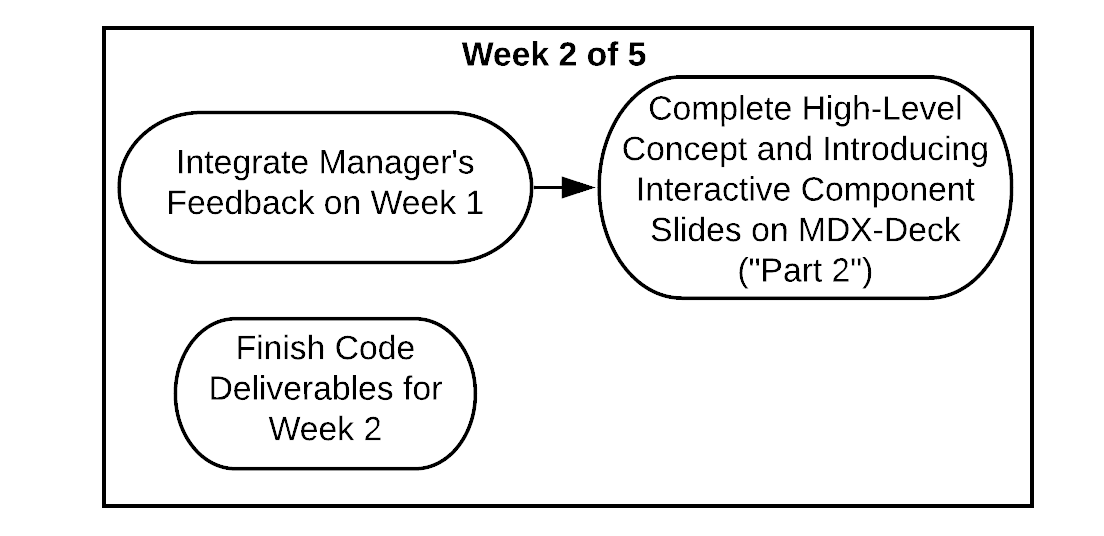 Week 2 of 5
Integrate Manager's
Feedback on Week 1
Complete High-Level
Concept and Introducing
Interactive Component
Slides on MDX-Deck
("Part 2")
Finish Code
Deliverables for
Week 2